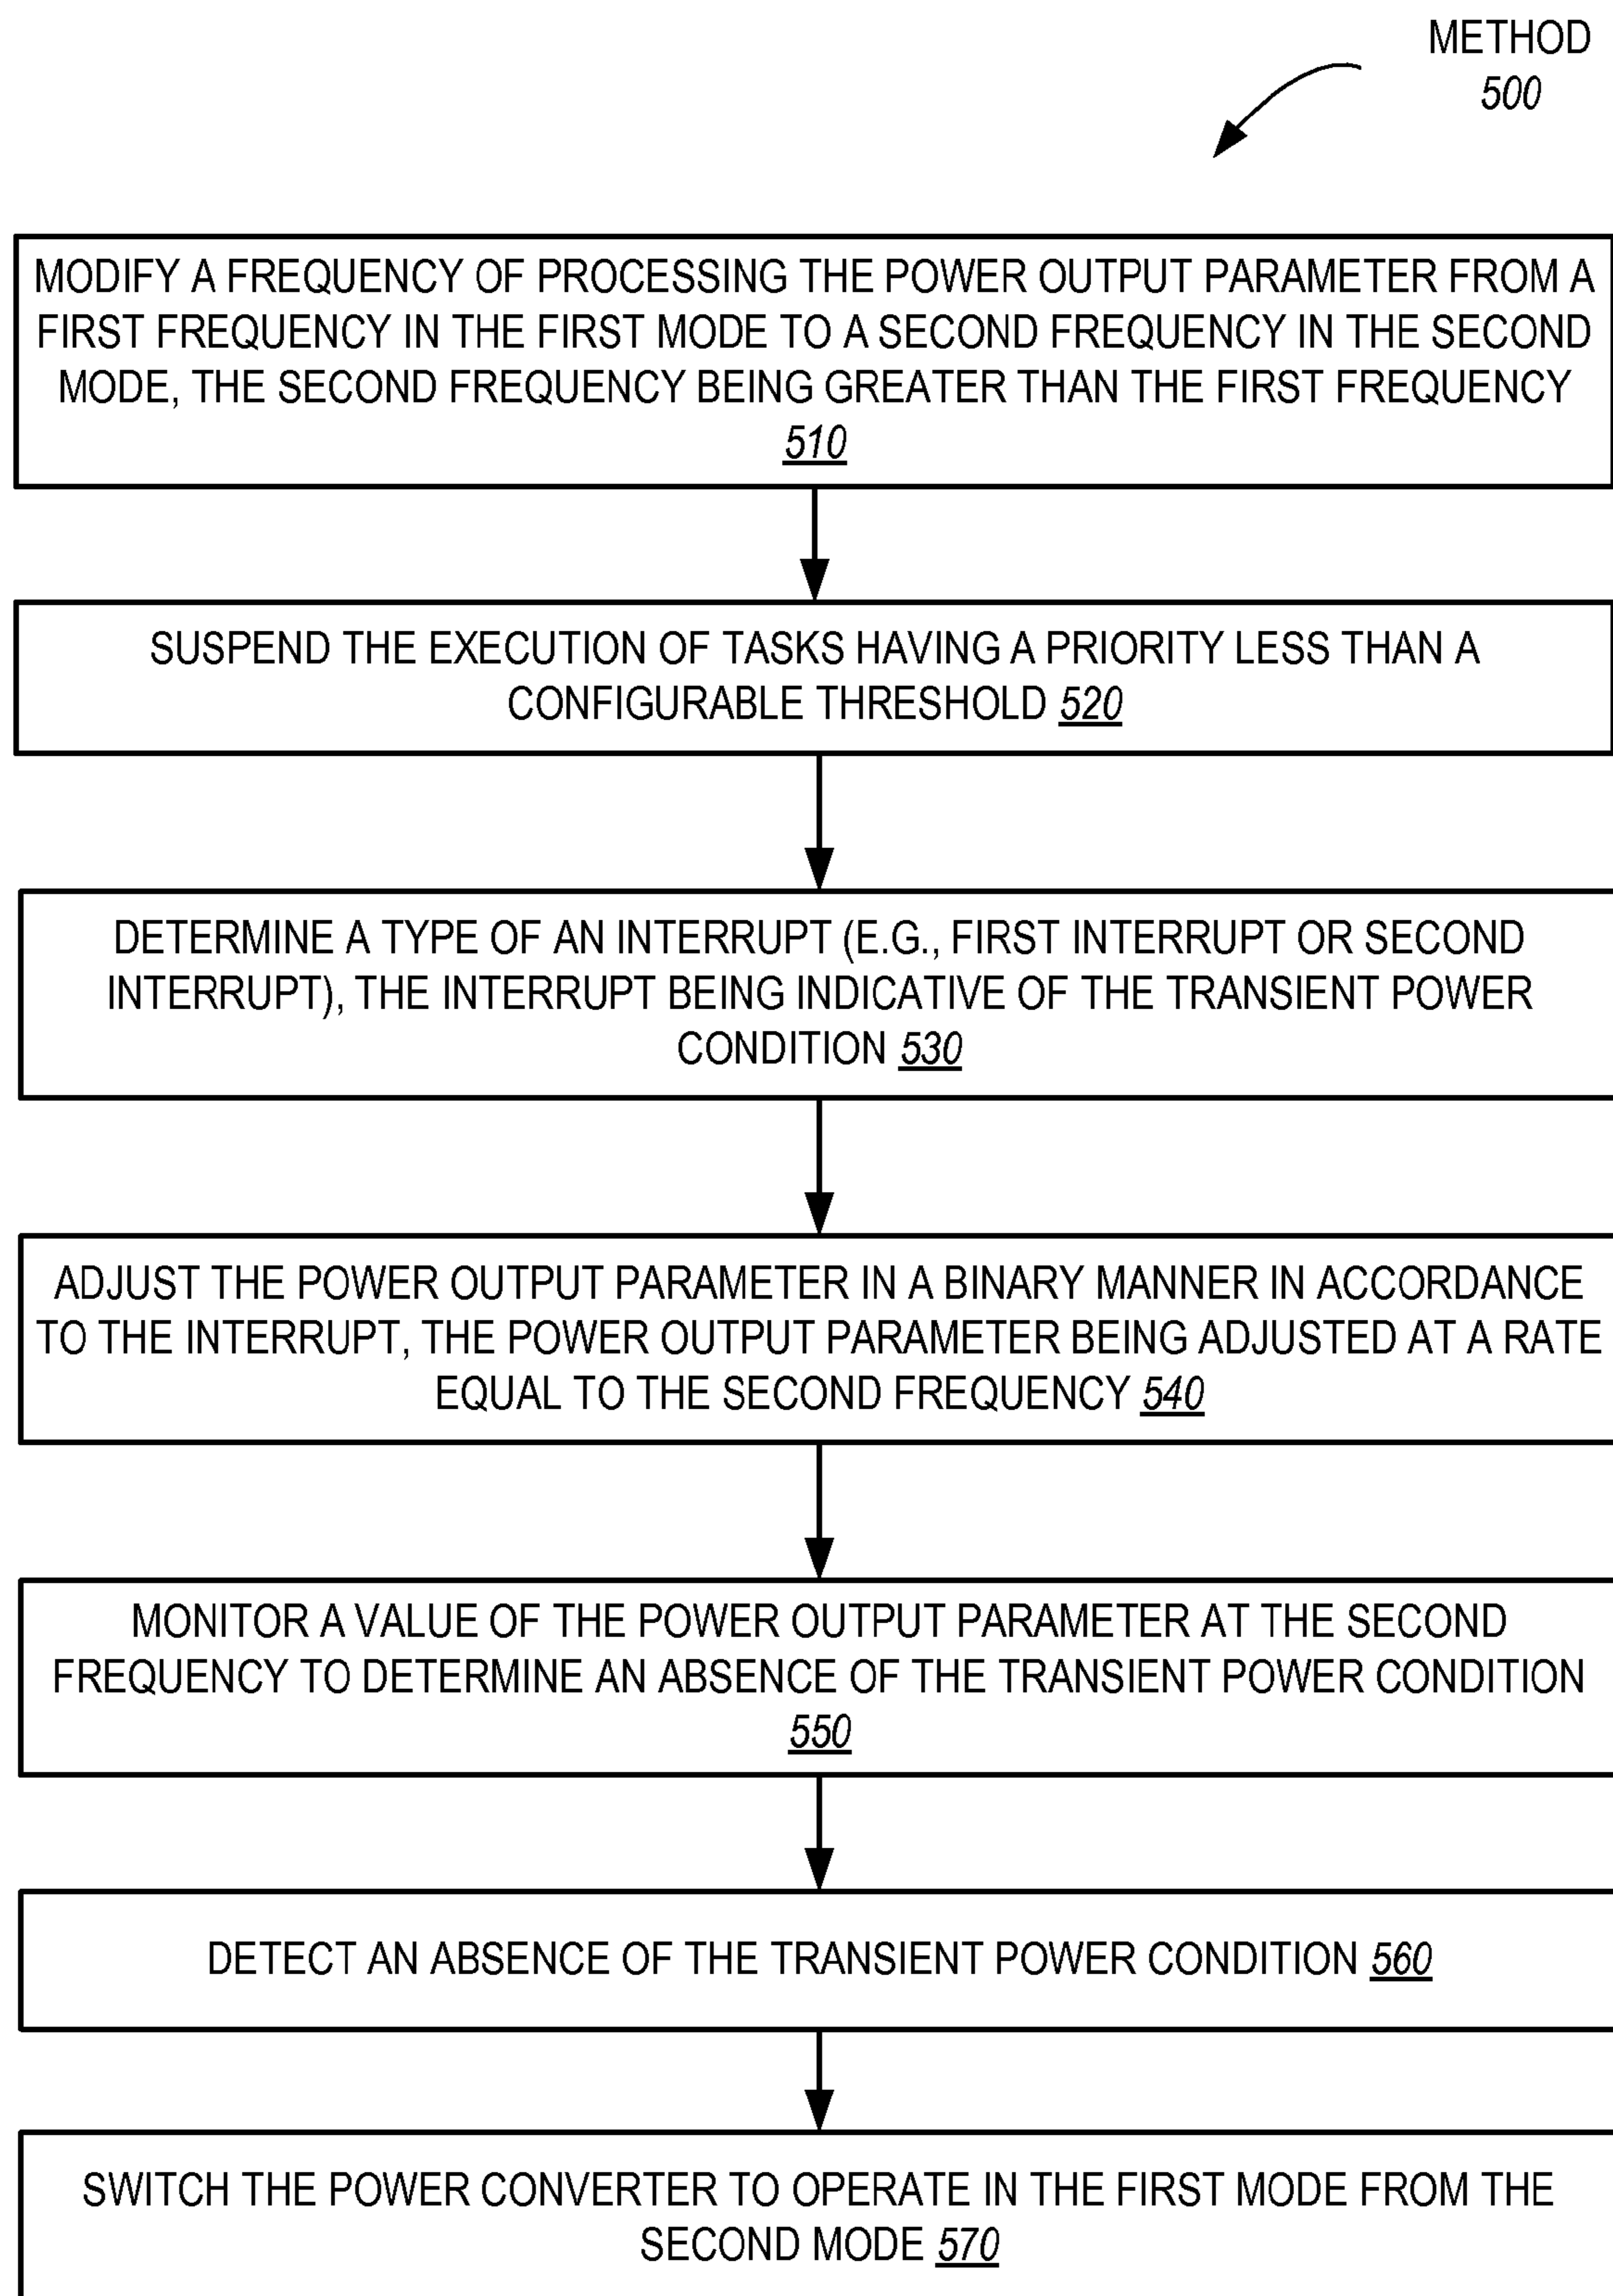 METHOD
500
MODIFY A FREQUENCY OF PROCESSING THE POWER OUTPUT PARAMETER FROM A
FIRST FREQUENCY IN THE FIRST MODE TO A SECOND FREQUENCY IN THE SECOND
MODE, THE SECOND FREQUENCY BEING GREATER THAN THE FIRST FREQUENCY
510
SUSPEND THE EXECUTION OF TASKS HAVING A PRIORITY LESS THAN A
CONFIGURABLE THRESHOLD 520
DETERMINE A TYPE OF AN INTERRUPT (E.G., FIRST INTERRUPT OR SECOND
INTERRUPT), THE INTERRUPT BEING INDICATIVE OF THE TRANSIENT POWER
CONDITION 530
ADJUST THE POWER OUTPUT PARAMETER IN A BINARY MANNER IN ACCORDANCE
TO THE INTERRUPT, THE POWER OUTPUT PARAMETER BEING ADJUSTED AT A RATE
EQUAL TO THE SECOND FREQUENCY 540
MONITOR A VALUE OF THE POWER OUTPUT PARAMETER AT THE SECOND
FREQUENCY TO DETERMINE AN ABSENCE OF THE TRANSIENT POWER CONDITION
550
DETECT AN ABSENCE OF THE TRANSIENT POWER CONDITION 560
SWITCH THE POWER CONVERTER TO OPERATE IN THE FIRST MODE FROM THE
SECOND MODE 570